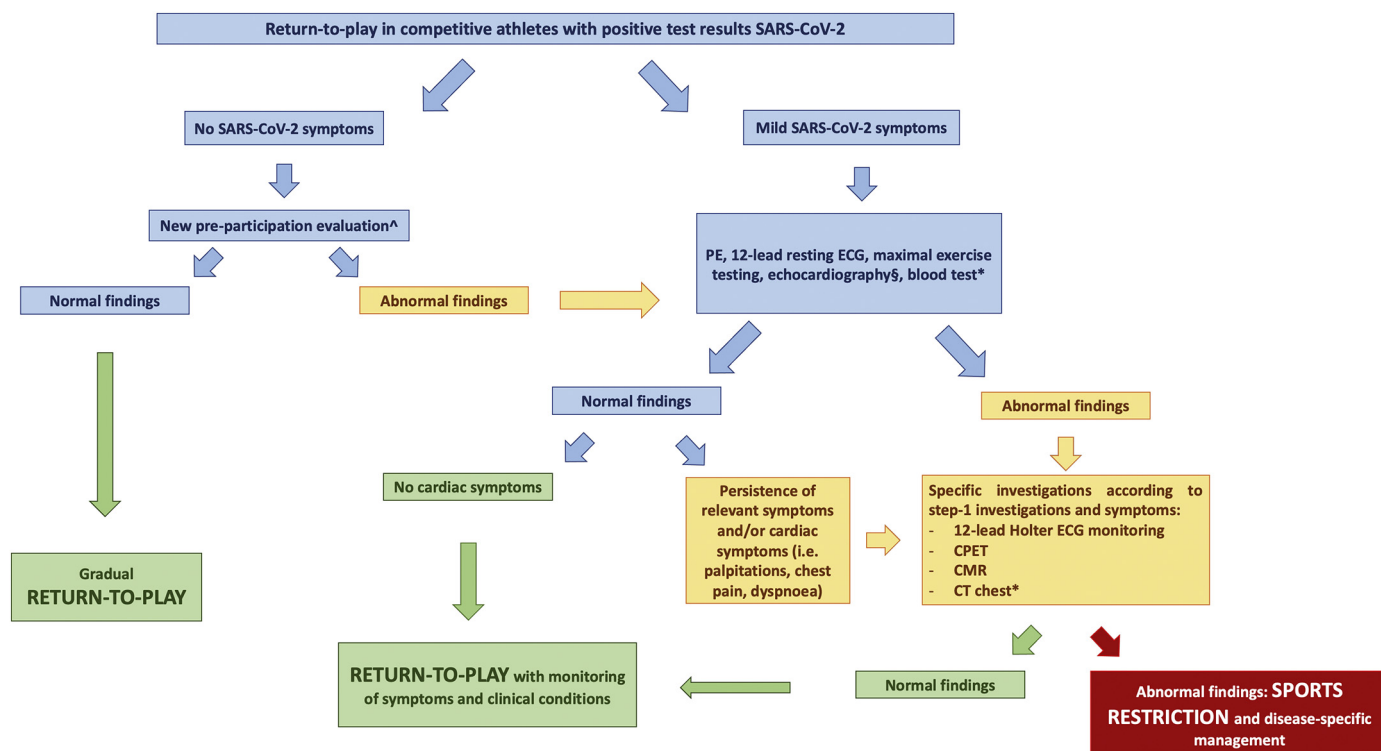 Return-to-play in competitive athletes with positive test results SARS-CoV-2
No SARS-CoV-2 symptoms
Mild SARS-CoV-2 symptoms
New pre-participation evaluation^
PE, 12-lead resting ECG, maximal exercise
testing, echocardiography§, blood test*
Normal findings
Abnormal findings
Normal findings
Abnormal findings
No cardiac symptoms
Persistence of
relevant symptoms
and/or cardiac
symptoms (i.e.
palpitations, chest
pain, dyspnoea)
Specific investigations according to
step-1 investigations and symptoms:
- 12-lead Holter ECG monitoring
- CPET
- CMR
- CT chest*
Gradual
RETURN-TO-PLAY
RETURN-TO-PLAY with monitoring
of symptoms and clinical conditions
Normal findings
Abnormal findings: SPORTS
RESTRICTION and disease-specific
management